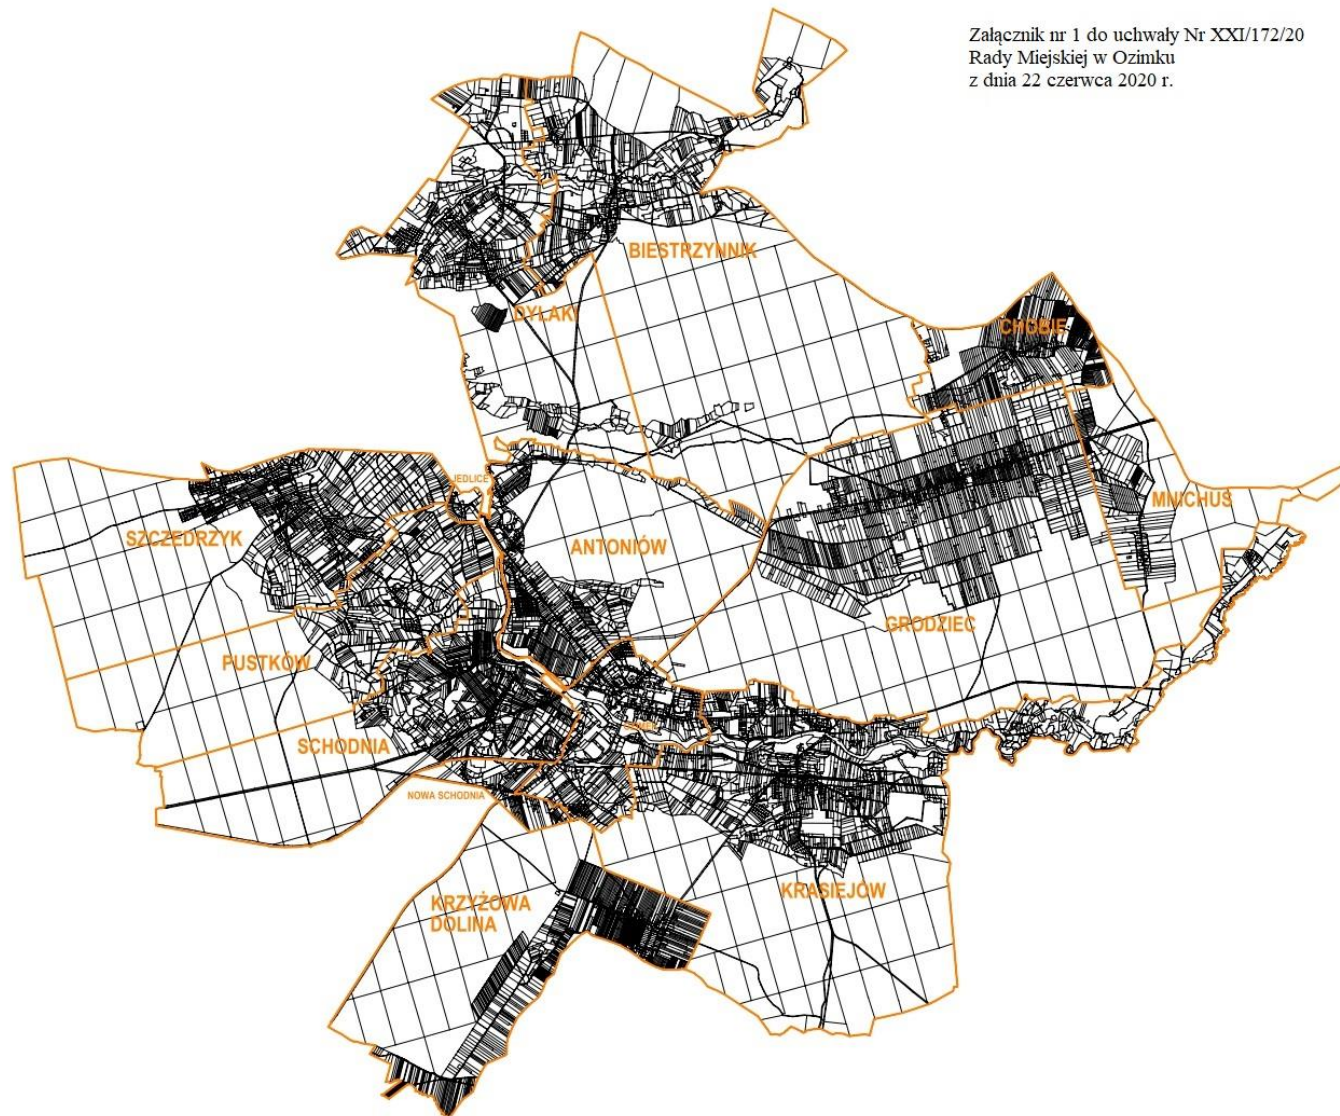 Załącznik nr 1 do uchwały Nr XXI/172/20
Rady Miejskiej w Ozimku
z dnia 22 czerwca 2020 r.
BIESTRZYNNIK
DYLAKI
CHOBIE
JEDLICE
MNICHUS
SZCZEDRZYK
ANTONIÓW
GRODZIEC
PUSTKÓW
SCHODNIA
NOWA SCHODNIA
KRASIEJÓW
KRZYŻOWA
DOLINA